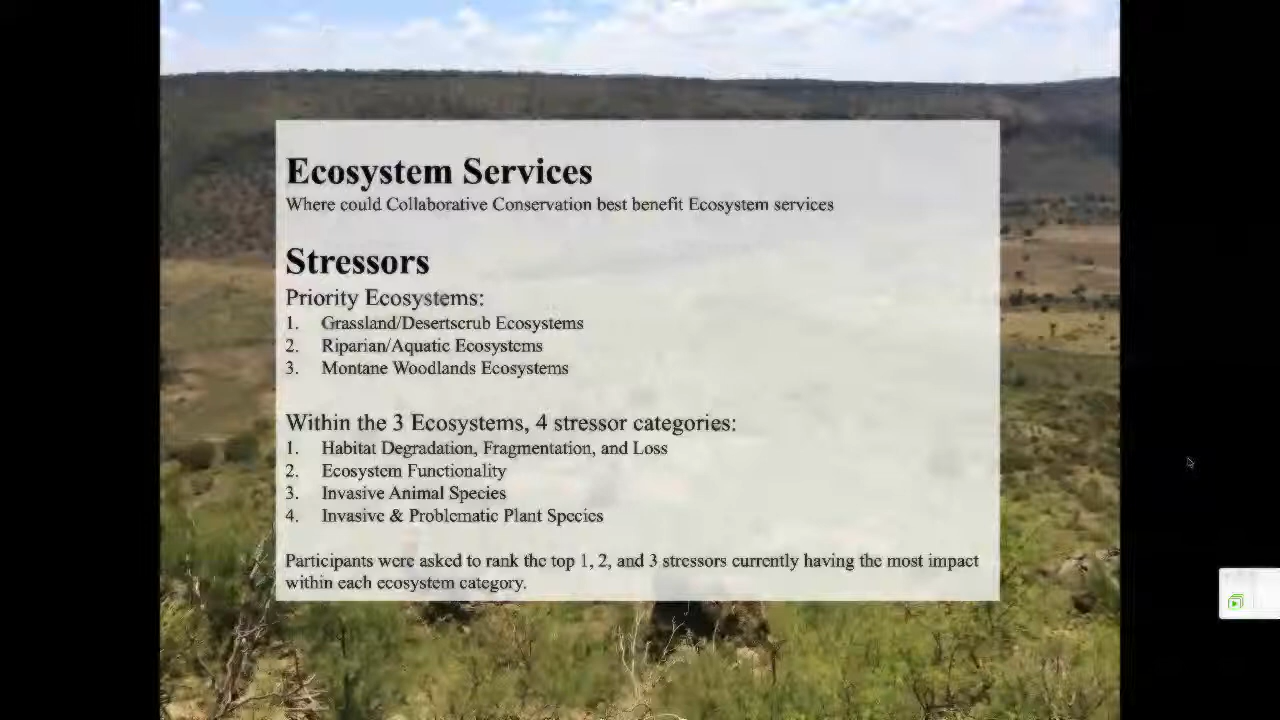 Ecosystem Services
Where could Collaborative Conservation best benefit Ecosystem services
Stressors
Priority Ecosystems:
1. Grassland/Desertscrub Ecosystems
2. Riparian/Aquatic Ecosystems
3. Montane Woodlands Ecosystems
Within the 3 Ecosystems, 4 stressor categories:
1. Habitat Degradation, Fragmentation, and Loss
2. Ecosystem Functionality
3. Invasive Animal Species
4. Invasive & Problematic Plant Species
Participants were asked to rank the top 1, 2, and 3 stressors currently having the most impact
within each ecosystem category.